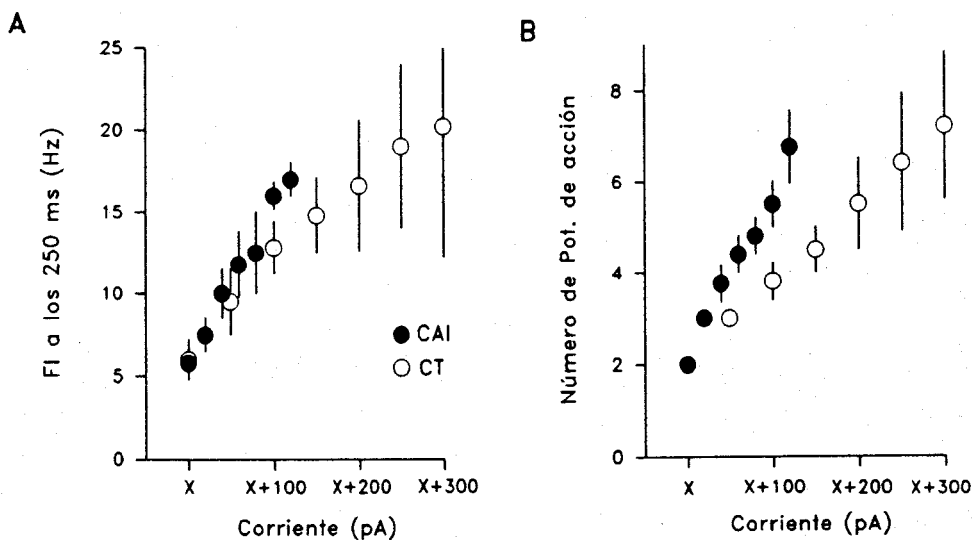 A
FI a los 250 ms (Hz)
25
20
15
10
5
0
CAI
CT
X
X+100
X+200
X+300
Corriente (pA)
B
Número de Pot. de acción
8
6
4
2
0
X
X+100
X+200
X+300
Corriente (pA)